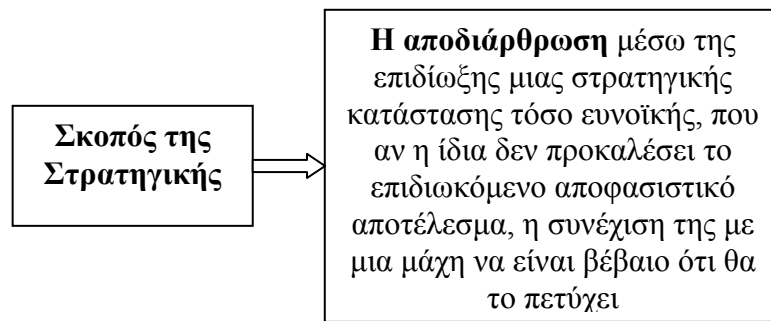 Σκοπός της
Στρατηγικής
Η αποδιάρθρωση μέσω της
επιδίωξης μιας στρατηγικής
κατάστασης τόσο ευνοϊκής, που
αν η ίδια δεν προκαλέσει το
επιδιωκόμενο αποφασιστικό
αποτέλεσμα, η συνέχιση της με
μια μάχη να είναι βέβαιο ότι θα
το πετύχει